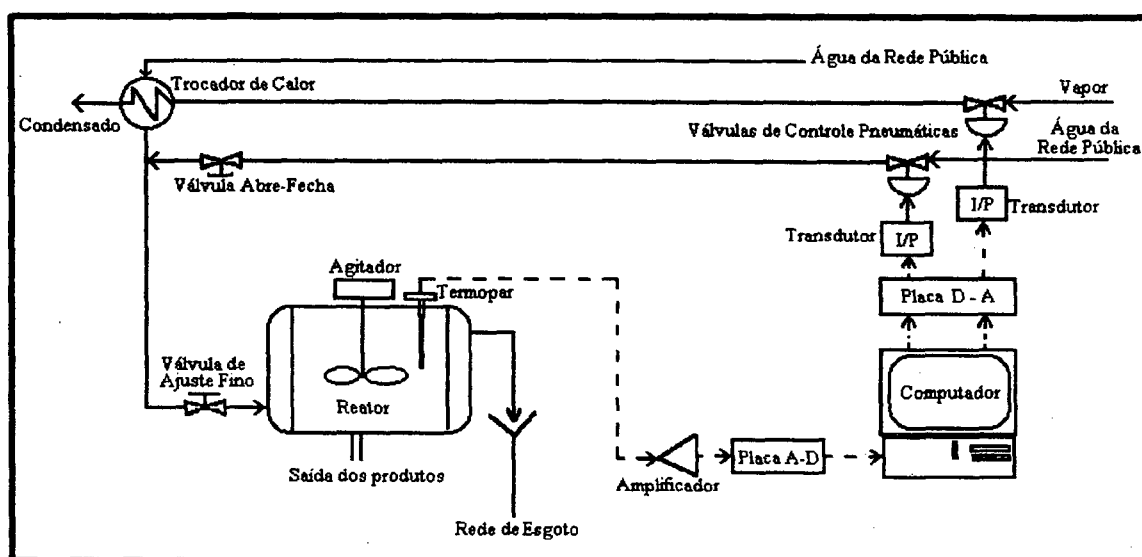 Água da Rede Pública
Trocador de Calor
Vapor
Condensado
Válvulas de Controle Pneumáticas
Água da
Rede Pública
Válvula Abre-Fecha
I/P
Transdutor
Transdutor
I/P
Agitador
Termopar
Placa D - A
Válvula de
Ajuste Fino
Computador
Reator
Saída dos produtos
Placa A-D
Amplificador
Rede de Esgoto